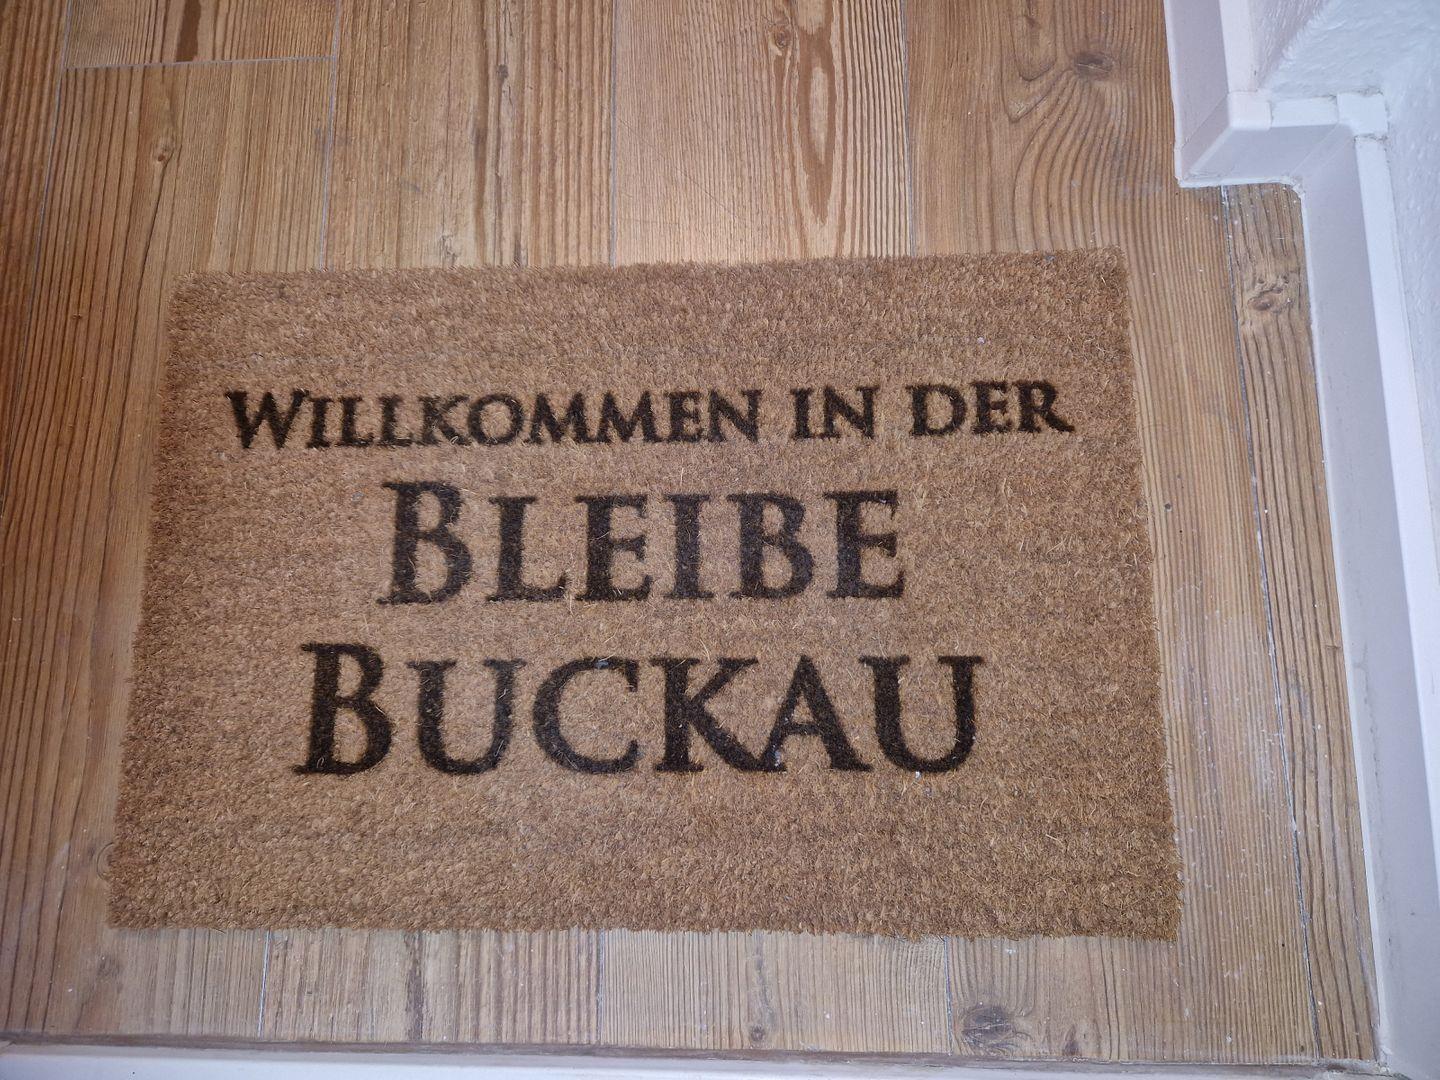 Willkommen in der
Bleibe
Buckau